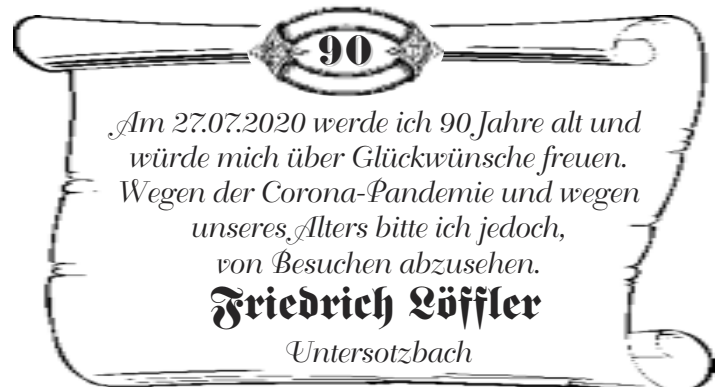 90
Am 27.07.2020 werde ich 90 Jahre alt und
würde mich über Glückwünsche freuen.
Wegen der Corona-Pandemie und wegen
unseres Alters bitte ich jedoch,
von Besuchen abzusehen.
Friedrich Löffler
Untersotzbach